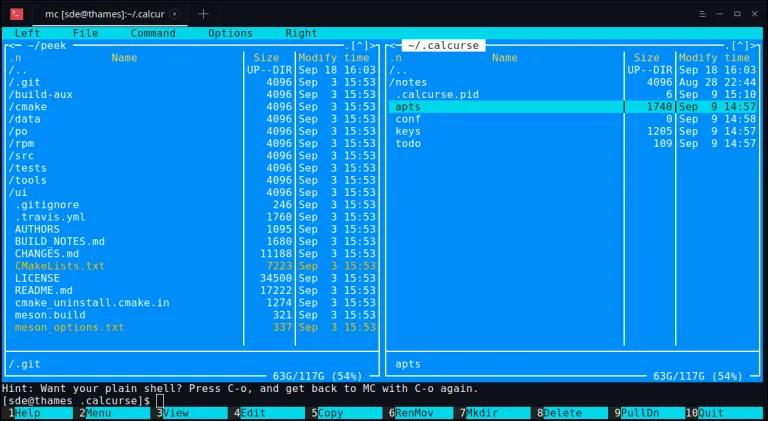 mc [sde@thames]:~/.calcur
Left File Command Options Right
<─ ~/peek .[^]> <─ ~/.calcurse .[^]>
.n Name Size Modify time .n Name Size Modify time
/.. UP--DIR Sep 18 16:03 /.. UP--DIR Sep 18 16:03
/.git 4096 Sep 3 15:53 /notes 4096 Aug 28 22:44
/build-aux 4096 Sep 3 15:53 .calcurse.pid 6 Sep 9 15:10
/cmake 4096 Sep 3 15:53 apts 1740 Sep 9 14:57
/data 4096 Sep 3 15:53 conf 0 Sep 9 14:58
/po 4096 Sep 3 15:53 keys 1205 Sep 9 14:57
/rpm 4096 Sep 3 15:53 todo 109 Sep 9 14:57
/src 4096 Sep 3 15:53
/tests 4096 Sep 3 15:53
/tools 4096 Sep 3 15:53
/ui 4096 Sep 3 15:53
.gitignore 246 Sep 3 15:53
.travis.yml 1760 Sep 3 15:53
AUTHORS 1095 Sep 3 15:53
BUILD_NOTES.md 1680 Sep 3 15:53
CHANGES.md 11188 Sep 3 15:53
CMakeLists.txt 7223 Sep 3 15:53
LICENSE 34500 Sep 3 15:53
README.md 17222 Sep 3 15:53
cmake_uninstall.cmake.in 1274 Sep 3 15:53
meson.build 321 Sep 3 15:53
meson_options.txt 337 Sep 3 15:53
/.git apts
63G/117G (54%) 63G/117G (54%)
Hint: Want your plain shell? Press C-o, and get back to MC with C-o again.
[sde@thames .calcurse]$
1Help 2Menu 3View 4Edit 5Copy 6RenMov 7Mkdir 8Delete 9PullDn 10Quit